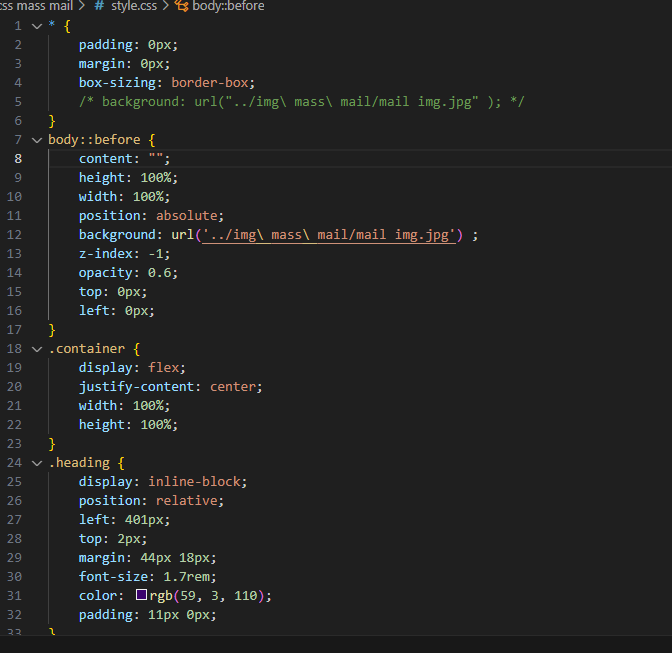 css mass mail > # style.css > body::before
1 * {
2 padding: 0px;
3 margin: 0px;
4 box-sizing: border-box;
5 /* background: url("../img\ mass\ mail/mail img.jpg" ); */
6 }
7 body::before {
8 content: "";
9 height: 100%;
10 width: 100%;
11 position: absolute;
12 background: url('../img\ mass\ mail/mail img.jpg') ;
13 z-index: -1;
14 opacity: 0.6;
15 top: 0px;
16 left: 0px;
17 }
18 .container {
19 display: flex;
20 justify-content: center;
21 width: 100%;
22 height: 100%;
23 }
24 .heading {
25 display: inline-block;
26 position: relative;
27 left: 401px;
28 top: 2px;
29 margin: 44px 18px;
30 font-size: 1.7rem;
31 color: rgb(59, 3, 110);
32 padding: 11px 0px;
33 }